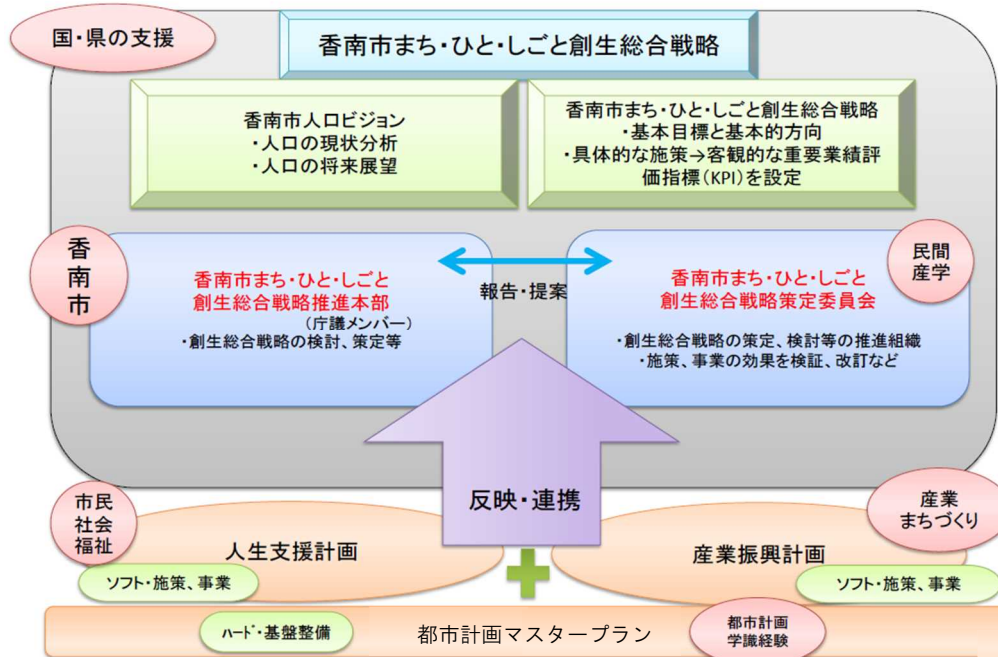 国・県の支援
香南市まち・ひと・しごと創生総合戦略
香南市人口ビジョン
・人口の現状分析
・人口の将来展望
香南市まち・ひと・しごと創生総合戦略
・基本目標と基本的方向
・具体的な施策→客観的な重要業績評
価指標(KPI)を設定
香
南
市
香南市まち・ひと・しごと
創生総合戦略推進本部
(庁議メンバー)
・創生総合戦略の検討、策定等
報告・提案
民間
産学
香南市まち・ひと・しごと
創生総合戦略策定委員会
・創生総合戦略の策定、検討等の推進組織
・施策、事業の効果を検証、改訂など
反映・連携
市民
社会
福祉
人生支援計画
ソフト・施策、事業
産業
まちづくり
産業振興計画
ソフト・施策、事業
ハード・基盤整備
都市計画マスタープラン
都市計画
学識経験